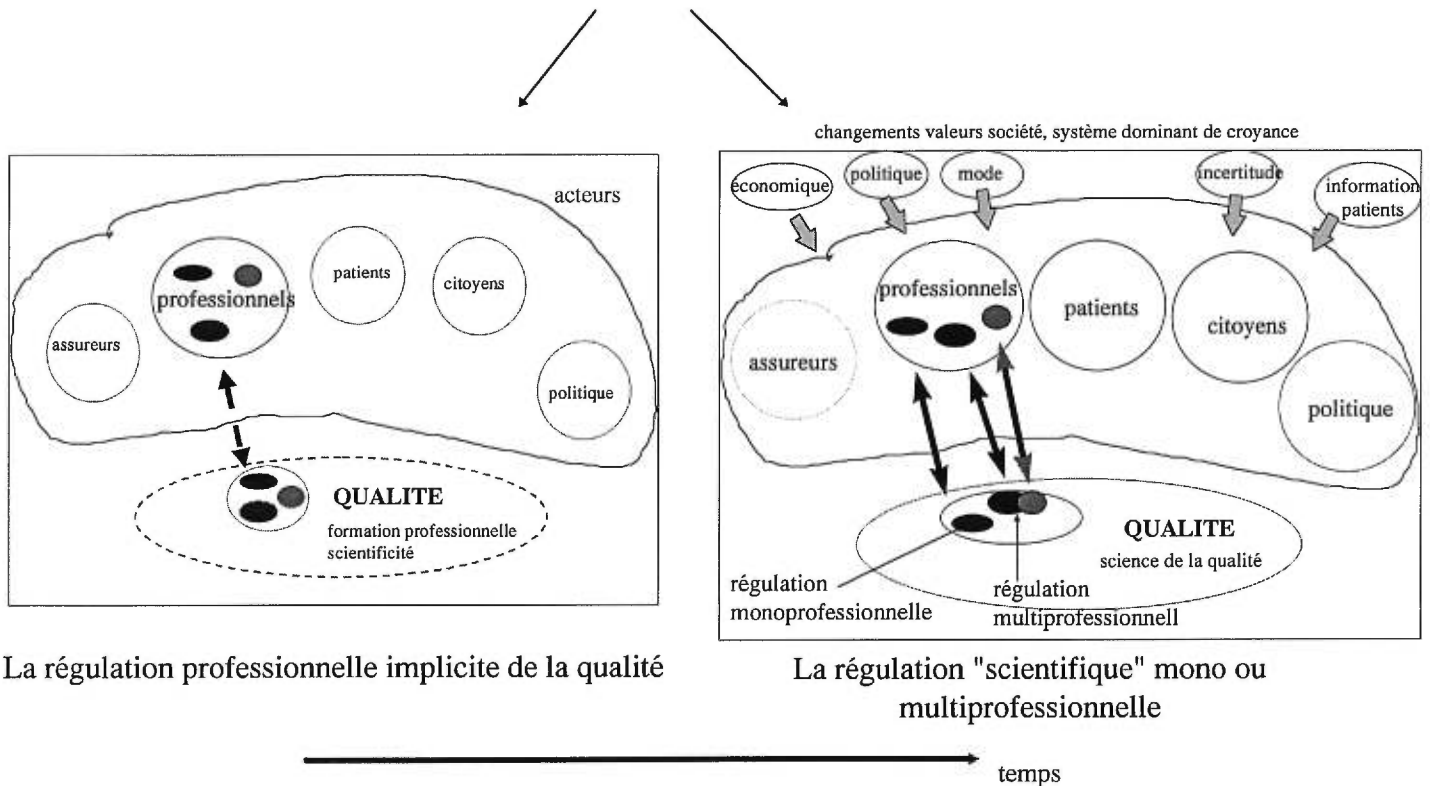 changements valeurs société, système dominant de croyance
acteurs
patients
citoyens
professionnels
assureurs
politique
QUALITE
formation professionnelle
scientificité
économique
politique
mode
incertitude
information
patients
professionnels
patients
citoyens
assureurs
politique
QUALITE
science de la qualité
régulation
monoprofessionnelle
régulation
multiprofessionnell
La régulation professionnelle implicite de la qualité
La régulation "scientifique" mono ou
multiprofessionnelle
temps